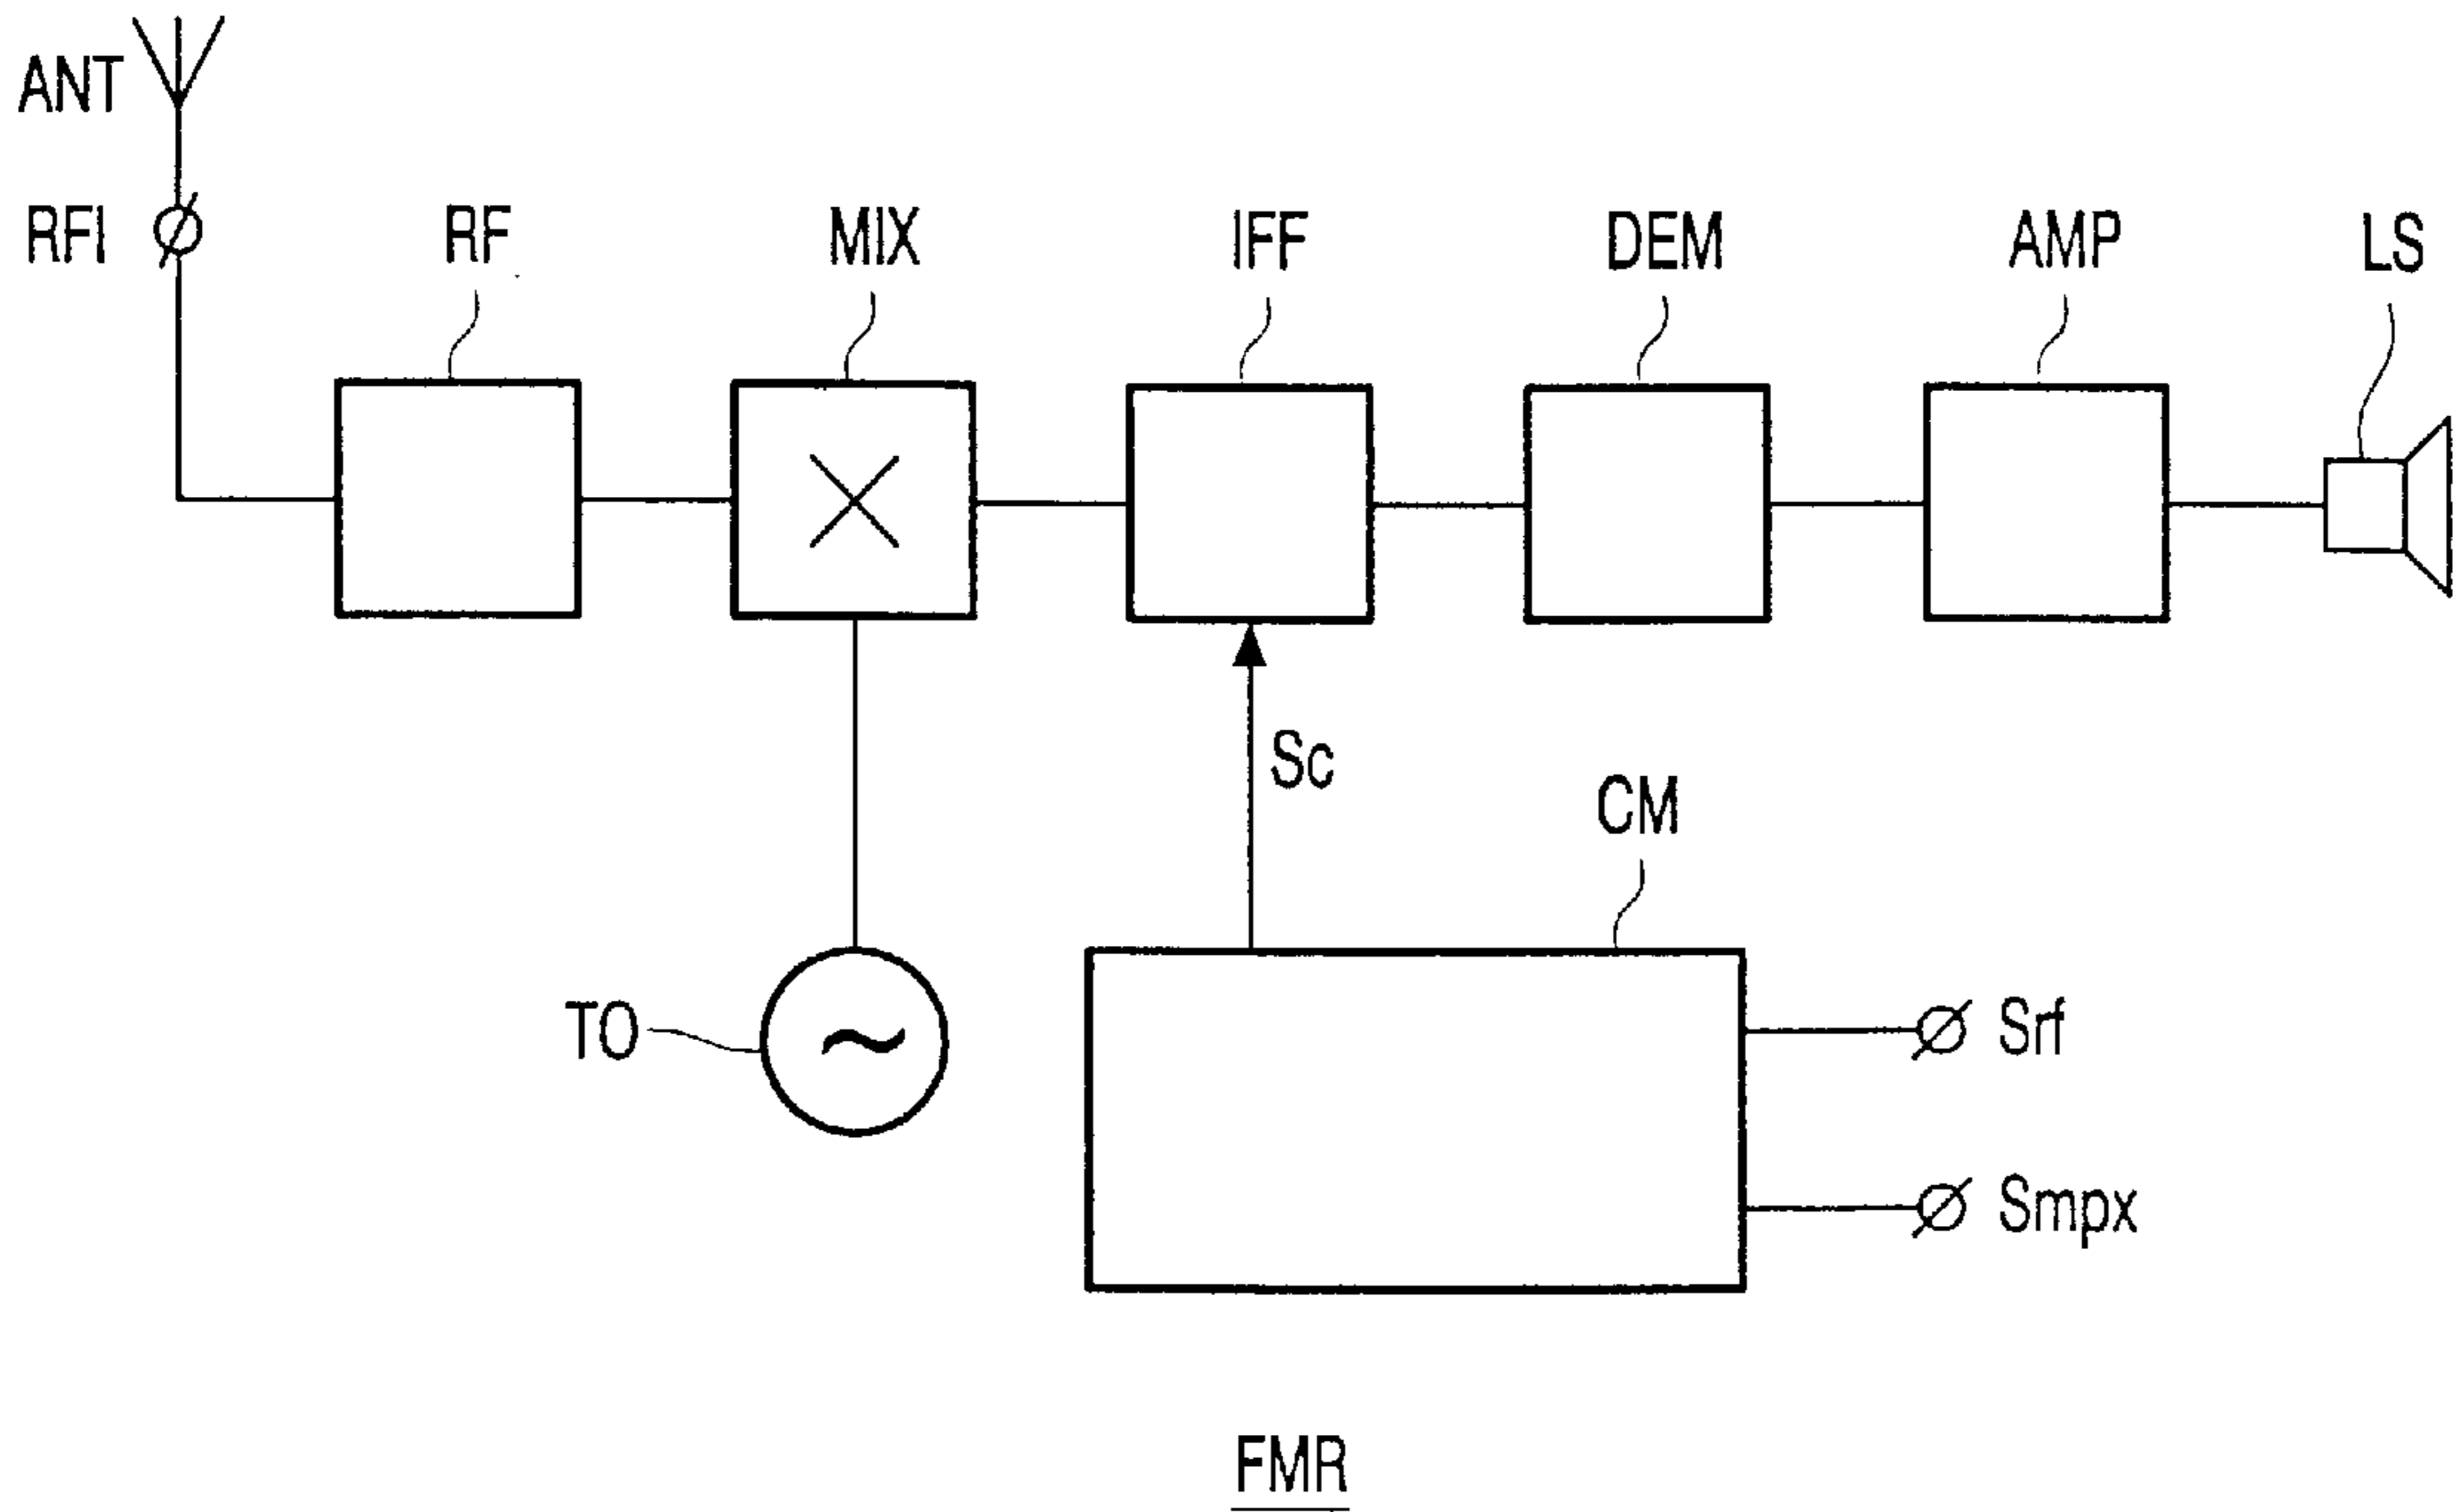 ANT
RFI
RF
MIX
IFF
DEM
AMP
LS
Sc
CM
TO
Srf
Smpx
FMR